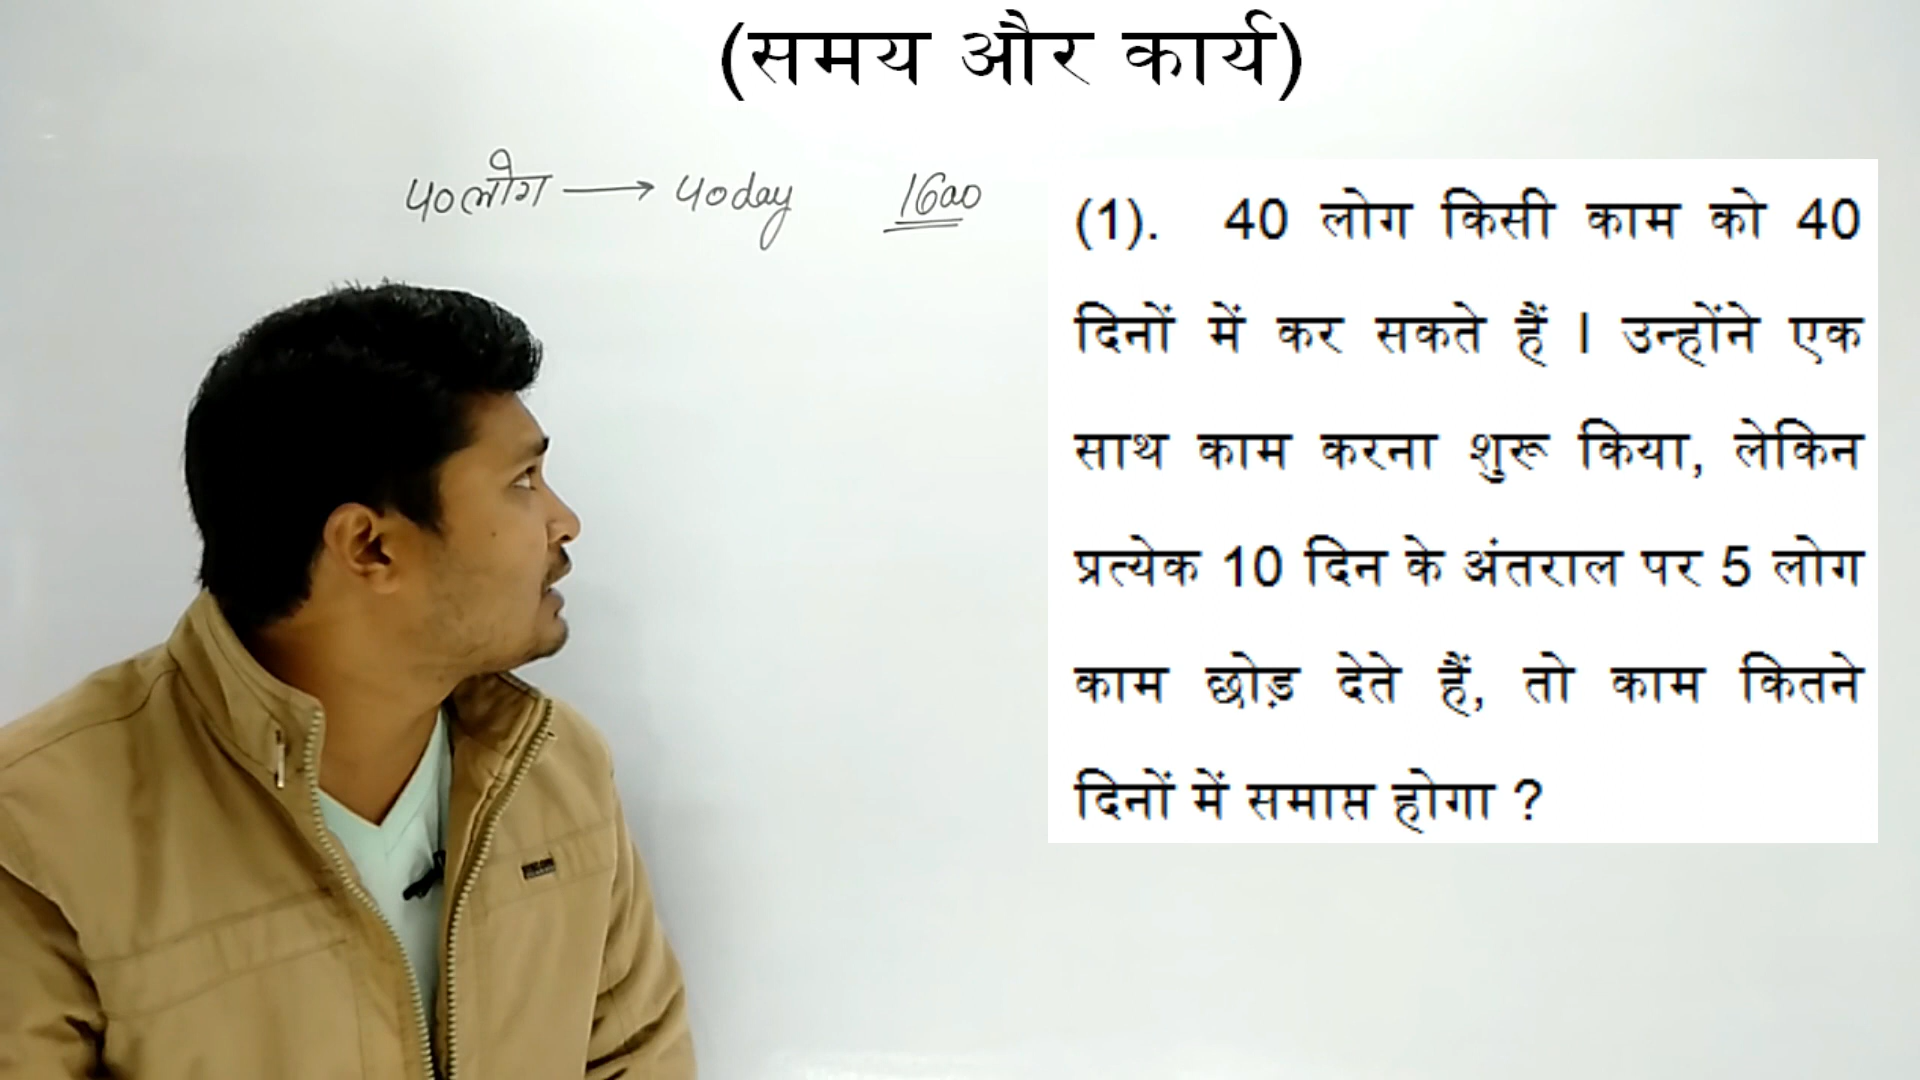 (समय और कार्य)
40लोग → 40day 1600
(1). 40 लोग किसी काम को 40
दिनों में कर सकते हैं । उन्होंने एक
साथ काम करना शुरू किया, लेकिन
प्रत्येक 10 दिन के अंतराल पर 5 लोग
काम छोड़ देते हैं, तो काम कितने
दिनों में समाप्त होगा ?